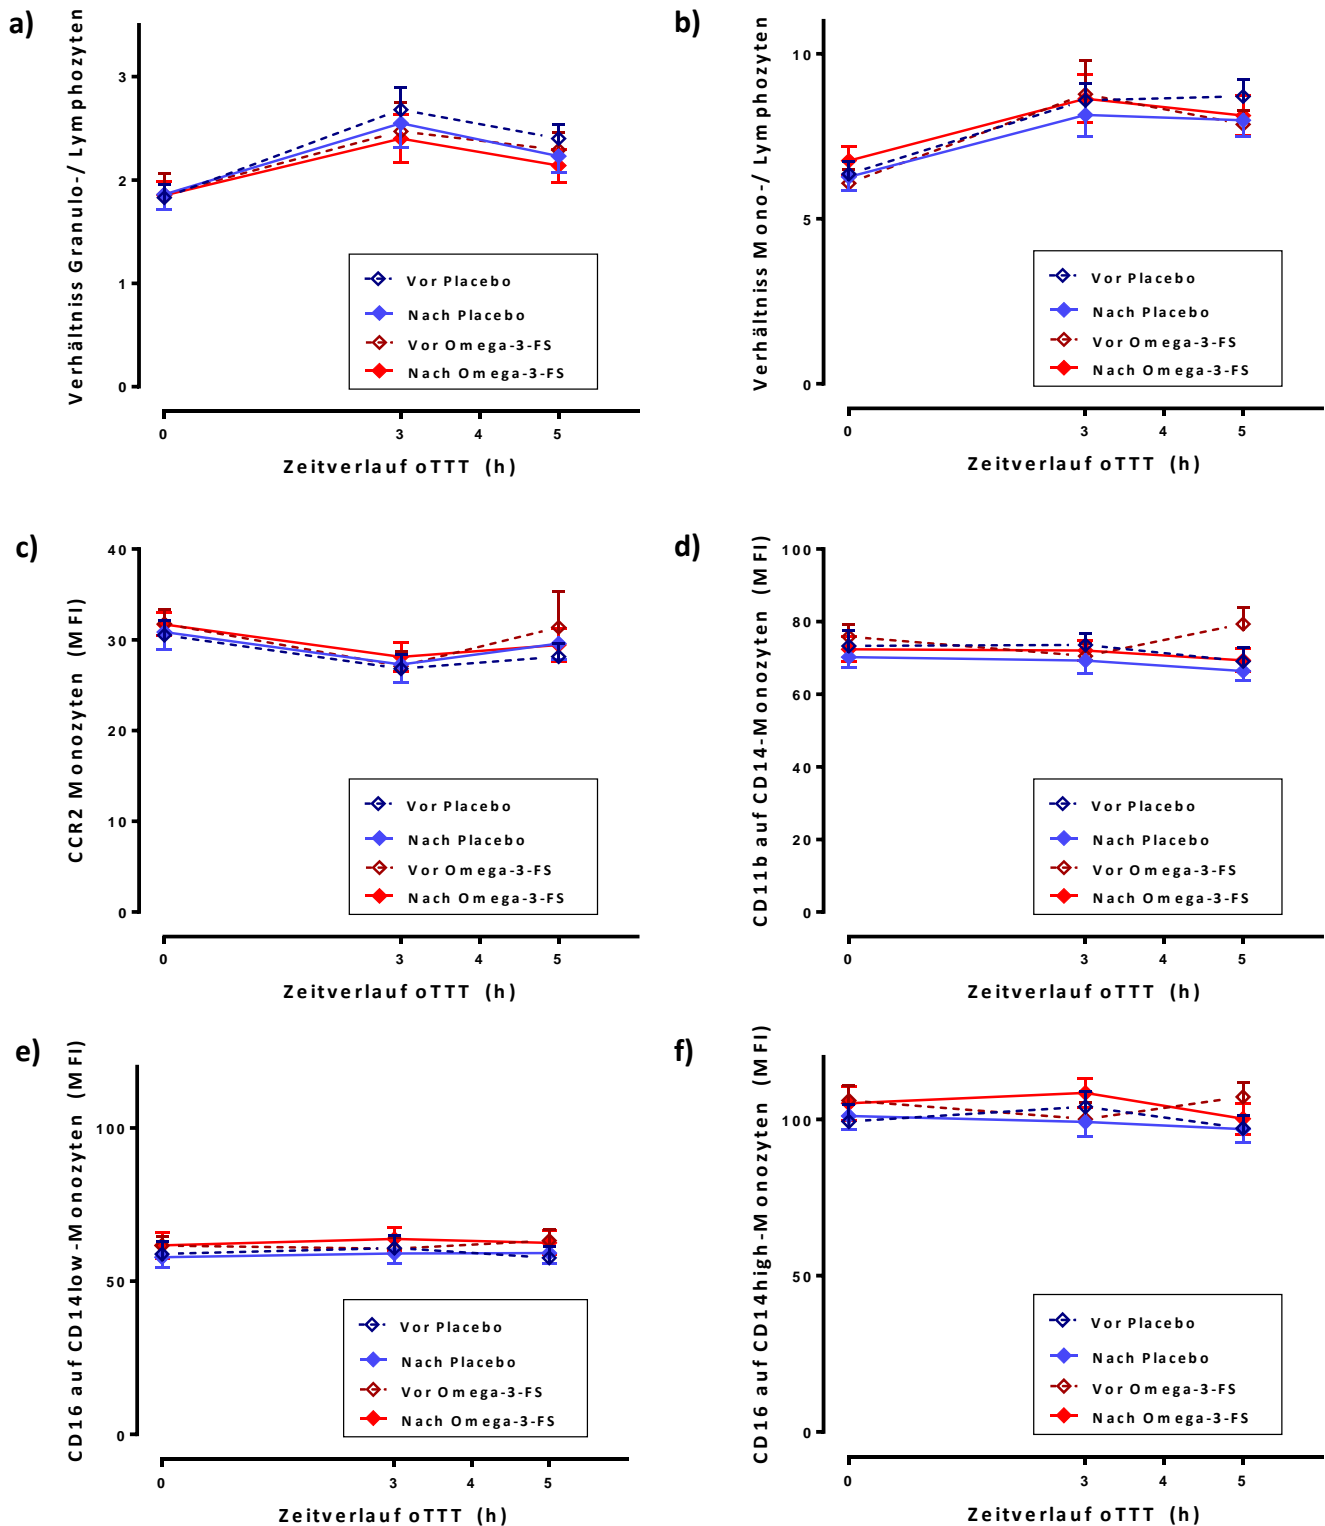 a)
Verhältniss Granulo-/ Lymphozyten
3
2
1
0
Vor Placebo
Nach Placebo
Vor Omega-3-FS
Nach Omega-3-FS
0 3 4 5
Zeitverlauf oTTT (h)
b)
Verhältniss Mono-/ Lymphozyten
10
5
0
Vor Placebo
Nach Placebo
Vor Omega-3-FS
Nach Omega-3-FS
0 3 4 5
Zeitverlauf oTTT (h)
c)
CCR2 Monozyten (MFI)
40
30
20
10
0
Vor Placebo
Nach Placebo
Vor Omega-3-FS
Nach Omega-3-FS
0 3 4 5
Zeitverlauf oTTT (h)
d)
CD11b auf CD14-Monozyten (MFI)
100
80
60
40
20
0
Vor Placebo
Nach Placebo
Vor Omega-3-FS
Nach Omega-3-FS
0 3 4 5
Zeitverlauf oTTT (h)
e)
CD16 auf CD14low-Monozyten (MFI)
100
50
0
Vor Placebo
Nach Placebo
Vor Omega-3-FS
Nach Omega-3-FS
0 3 4 5
Zeitverlauf oTTT (h)
f)
CD16 auf CD14high-Monozyten (MFI)
100
50
0
Vor Placebo
Nach Placebo
Vor Omega-3-FS
Nach Omega-3-FS
0 3 4 5
Zeitverlauf oTTT (h)